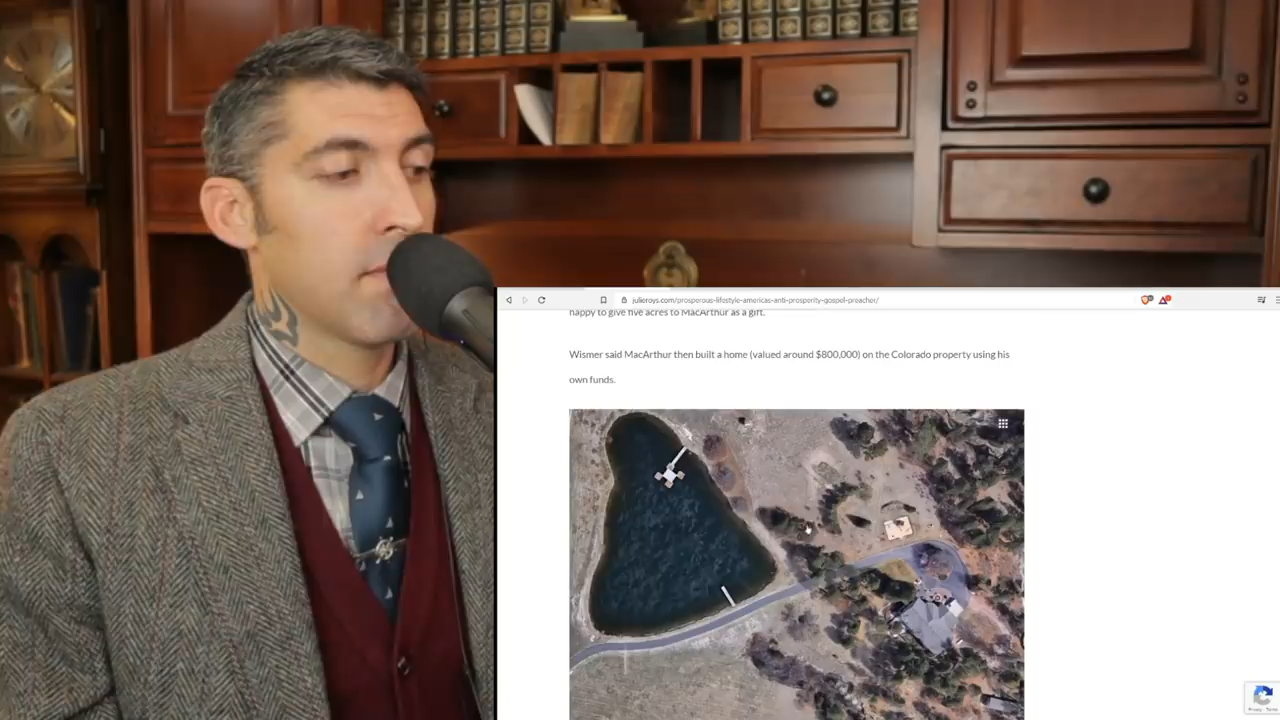 julieroys.com/prosperous-lifestyle-americas-anti-prosperity-gospel-preacher/
happy to give five acres to MacArthur as a gift.
Wismer said MacArthur then built a home (valued around $800,000) on the Colorado property using his
own funds.